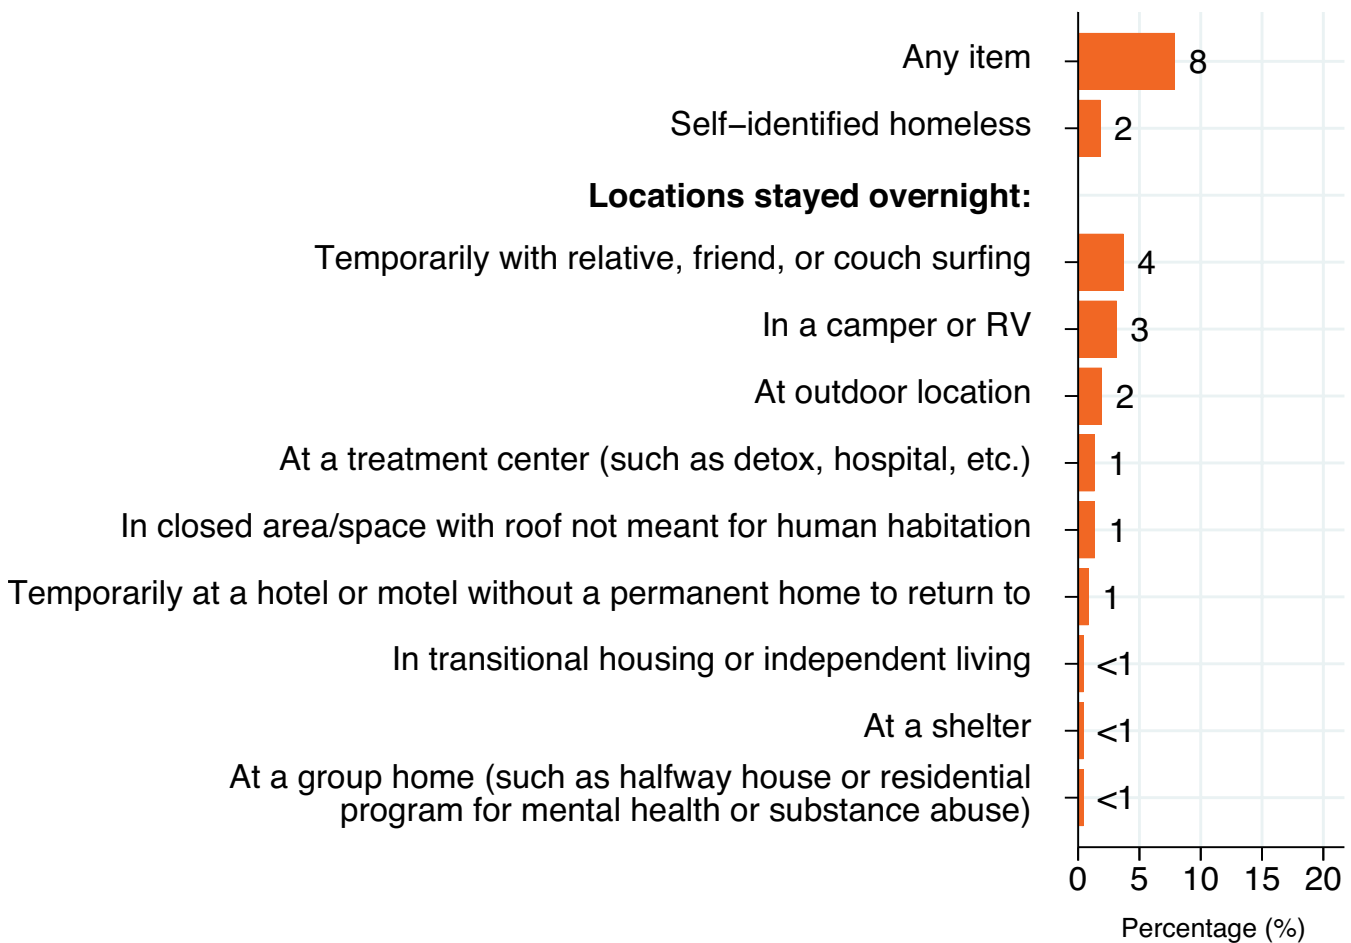 Any item 8
Self−identified homeless 2
Locations stayed overnight:
Temporarily with relative, friend, or couch surfing 4
In a camper or RV 3
At outdoor location 2
At a treatment center (such as detox, hospital, etc.) 1
In closed area/space with roof not meant for human habitation 1
Temporarily at a hotel or motel without a permanent home to return to 1
In transitional housing or independent living <1
At a shelter <1
At a group home (such as halfway house or residential
program for mental health or substance abuse) <1
0 5 10 15 20
Percentage (%)